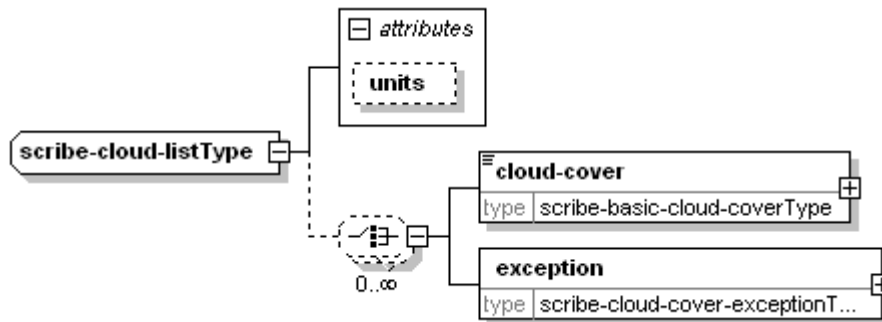 attributes
units
scribe-cloud-listType
cloud-cover
type scribe-basic-cloud-coverType
0..∞
exception
type scribe-cloud-cover-exceptionT...